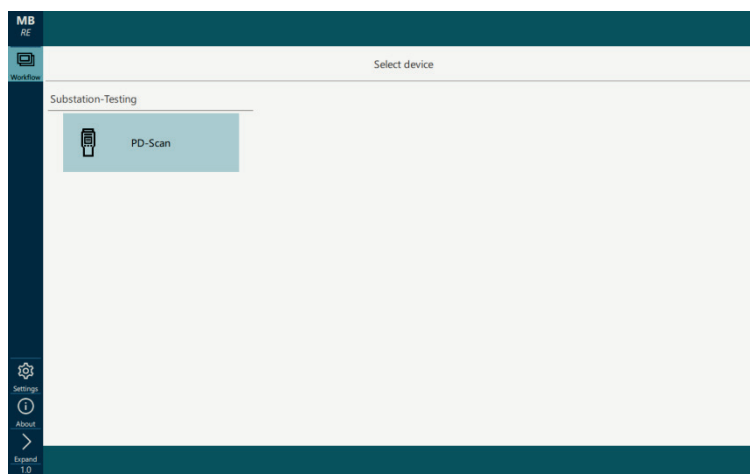 MB
RE
Workflow
Select device
Substation-Testing
PD-Scan
Settings
About
Expand
1.0